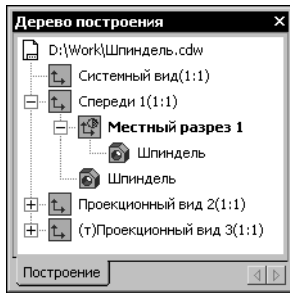 Дерево построения
D:\Work\Шпиндель.cdw
Системный вид(1:1)
Спереди 1(1:1)
Местный разрез 1
Шпиндель
Шпиндель
Проекционный вид 2(1:1)
(т)Проекционный вид 3(1:1)
Построение